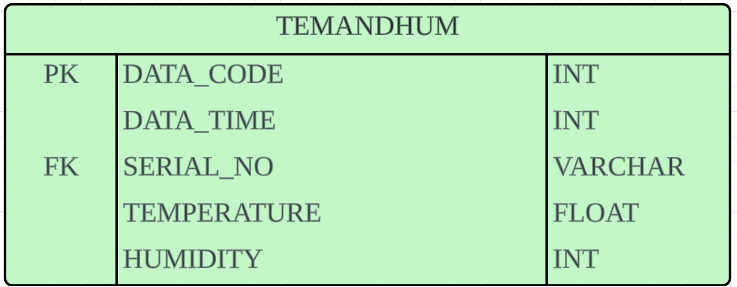 TEMANDHUM
PK DATA_CODE INT
DATA_TIME INT
FK SERIAL_NO VARCHAR
TEMPERATURE FLOAT
HUMIDITY INT